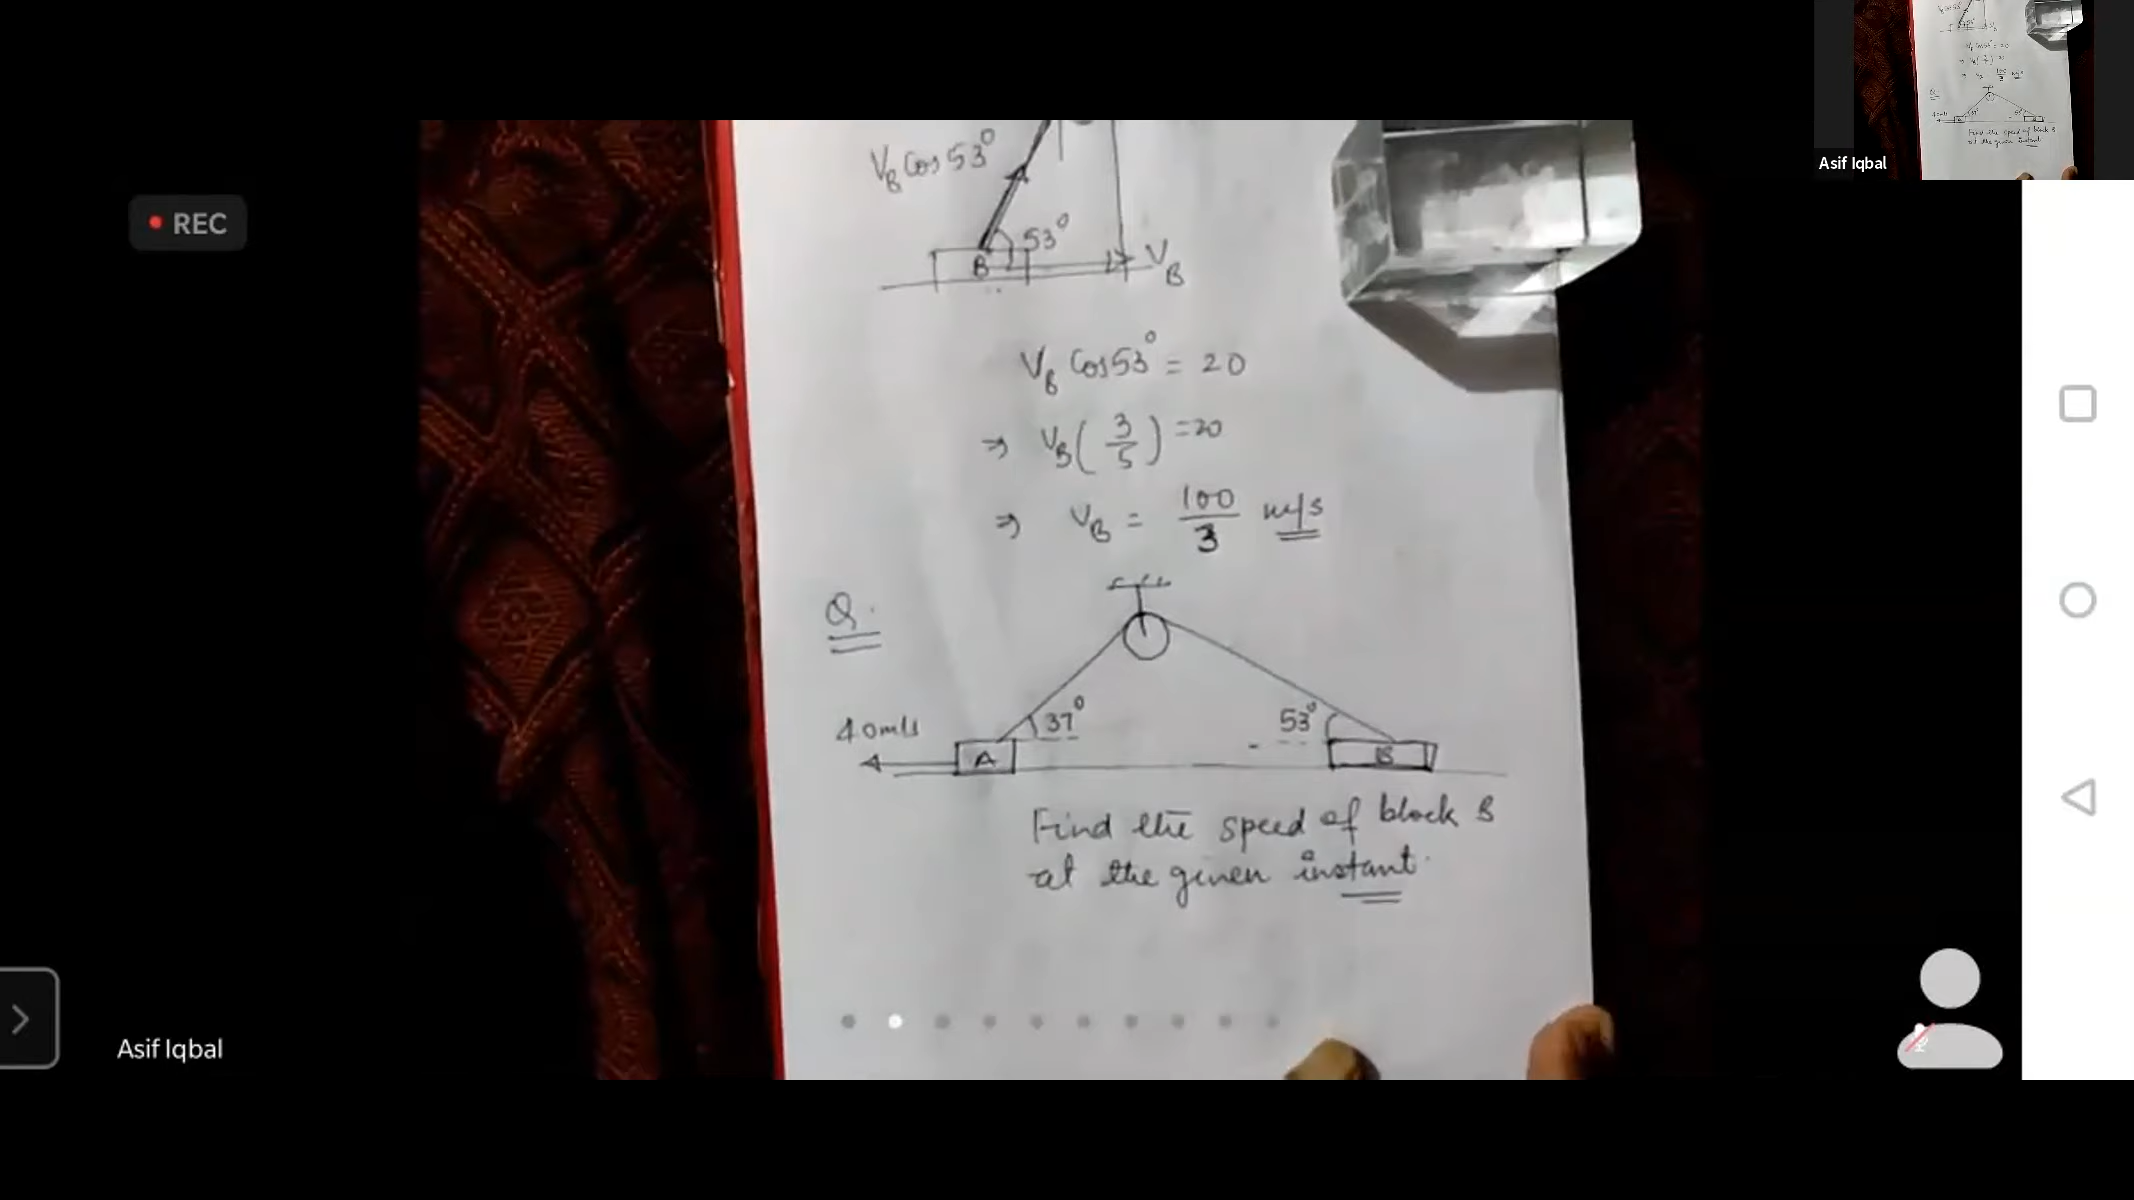 Asif Iqbal
REC
V_B Cos 53°
53°
B
V_B
V_B Cos53° = 20
⇒ V_B (3/5) = 20
⇒ V_B = 100/3 m/s
Q.
40m/s
37°
53°
A
B
Find the speed of block B
at the given instant.
Asif Iqbal